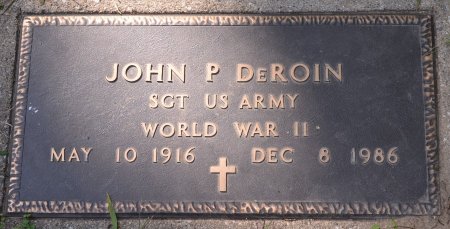 JOHN P DEROIN
SGT US ARMY
WORLD WAR II
MAY 10 1916 DEC 8 1986